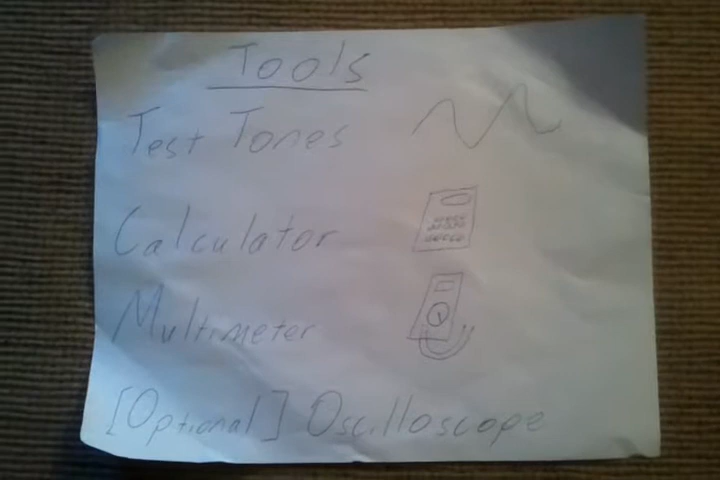 Tools
Test Tones
Calculator
Multimeter
[Optional] Oscilloscope